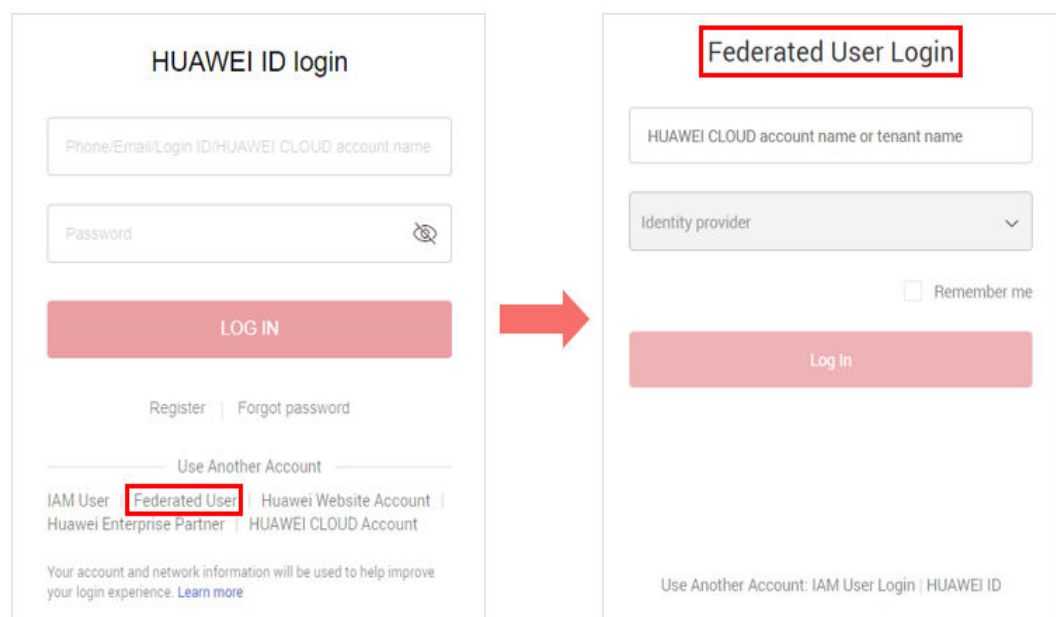 HUAWEI ID login
Phone/Email/Login ID/HUAWEI CLOUD account name
Password
LOG IN
Register | Forgot password
Use Another Account
IAM User | Federated User | Huawei Website Account |
Huawei Enterprise Partner | HUAWEI CLOUD Account
Your account and network information will be used to help improve
your login experience. Learn more
Federated User Login
HUAWEI CLOUD account name or tenant name
Identity provider
Remember me
Log In
Use Another Account: IAM User Login | HUAWEI ID